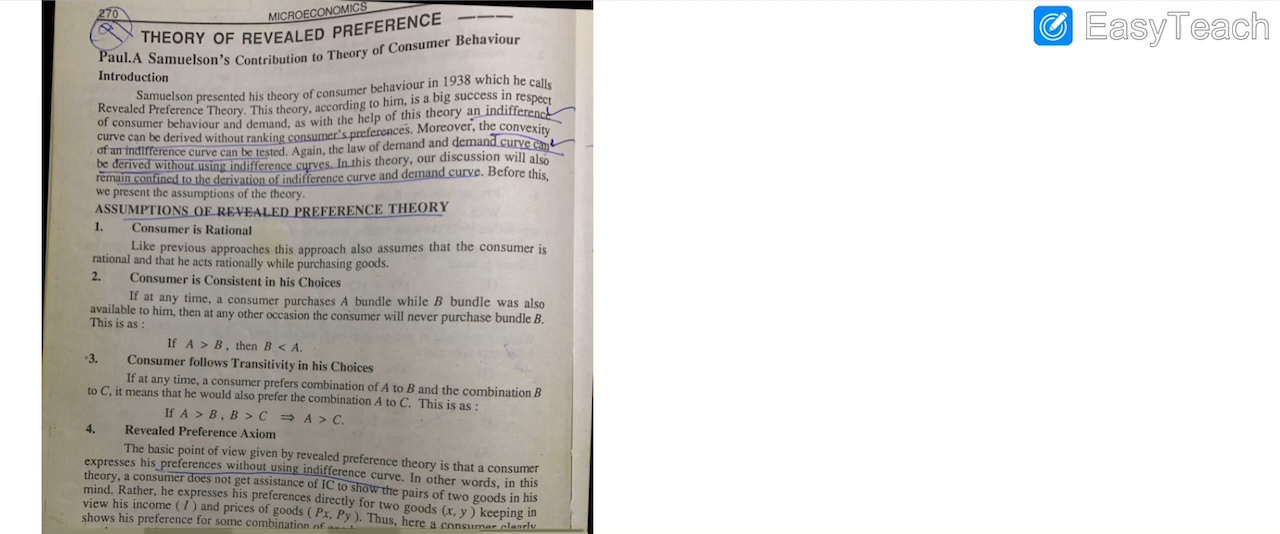 270
MICROECONOMICS
THEORY OF REVEALED PREFERENCE
Paul.A Samuelson's Contribution to Theory of Consumer Behaviour
Introduction
Samuelson presented his theory of consumer behaviour in 1938 which he calls
Revealed Preference Theory. This theory, according to him, is a big success in respect
of consumer behaviour and demand, as with the help of this theory an indifference
curve can be derived without ranking consumer's preferences. Moreover, the convexity
of an indifference curve can be tested. Again, the law of demand and demand curve can
be derived without using indifference curves. In this theory, our discussion will also
remain confined to the derivation of indifference curve and demand curve. Before this,
we present the assumptions of the theory.
ASSUMPTIONS OF REVEALED PREFERENCE THEORY
1. Consumer is Rational
Like previous approaches this approach also assumes that the consumer is
rational and that he acts rationally while purchasing goods.
2. Consumer is Consistent in his Choices
If at any time, a consumer purchases A bundle while B bundle was also
available to him, then at any other occasion the consumer will never purchase bundle B.
This is as :
If A > B, then B < A.
3. Consumer follows Transitivity in his Choices
If at any time, a consumer prefers combination of A to B and the combination B
to C, it means that he would also prefer the combination A to C. This is as :
If A > B, B > C ⇒ A > C.
4. Revealed Preference Axiom
The basic point of view given by revealed preference theory is that a consumer
expresses his preferences without using indifference curve. In other words, in this
theory, a consumer does not get assistance of IC to show the pairs of two goods in his
mind. Rather, he expresses his preferences directly for two goods (x, y) keeping in
view his income (I) and prices of goods (Px, Py). Thus, here a consumer clearly
shows his preference for some combination of
EasyTeach